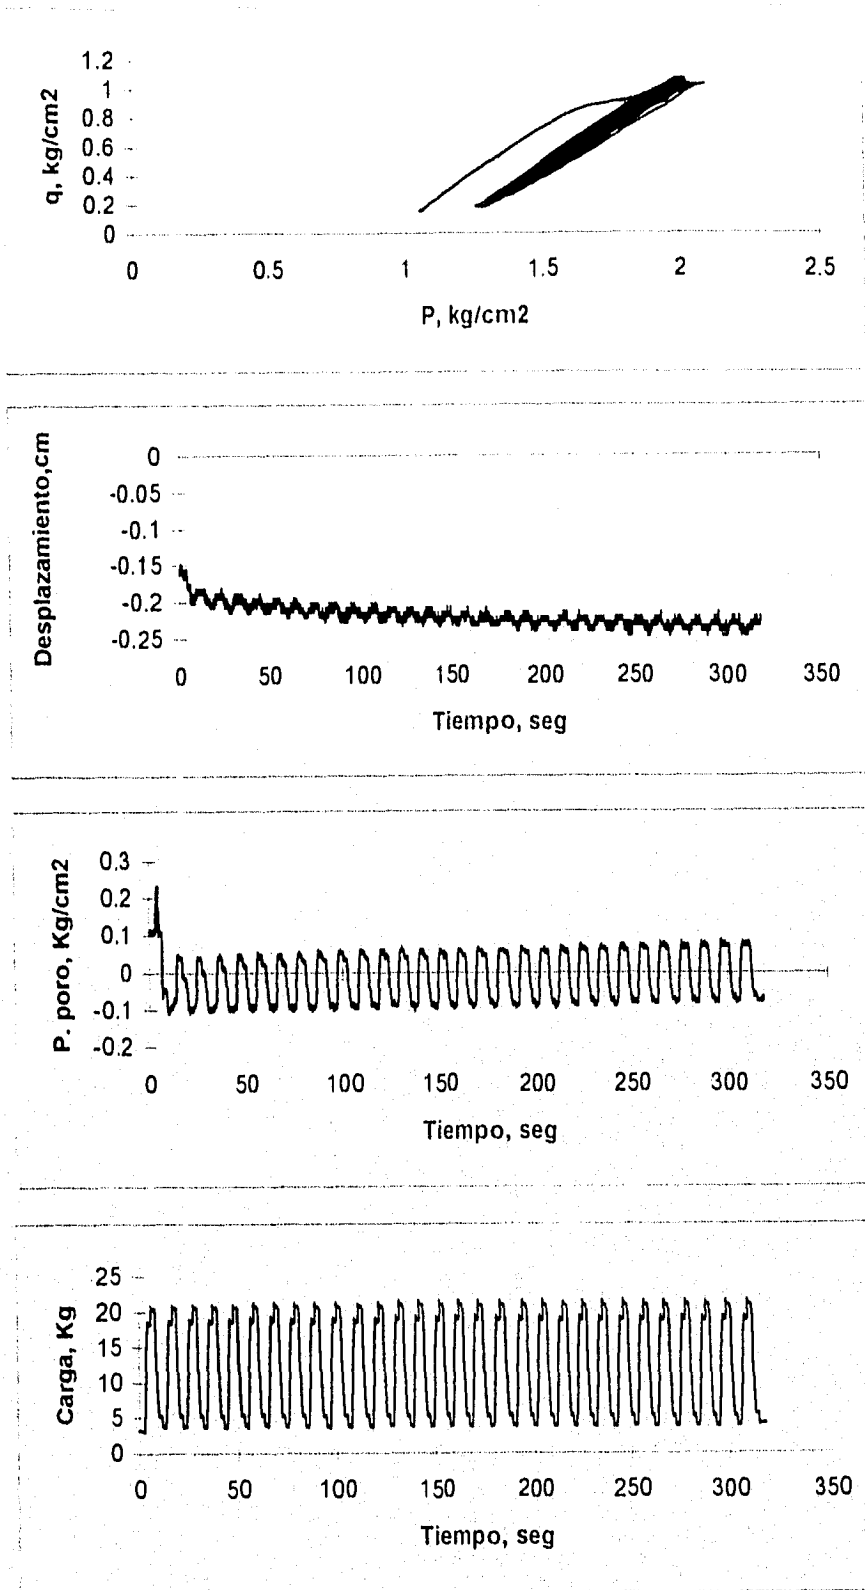 1.2
1
0.8
0.6
0.4
0.2
0
q, kg/cm2
0 0.5 1 1.5 2 2.5
P, kg/cm2
0
-0.05
-0.1
-0.15
-0.2
-0.25
Desplazamiento,cm
0 50 100 150 200 250 300 350
Tiempo, seg
0.3
0.2
0.1
0
-0.1
-0.2
P. poro, Kg/cm2
0 50 100 150 200 250 300 350
Tiempo, seg
25
20
15
10
5
0
Carga, Kg
0 50 100 150 200 250 300 350
Tiempo, seg